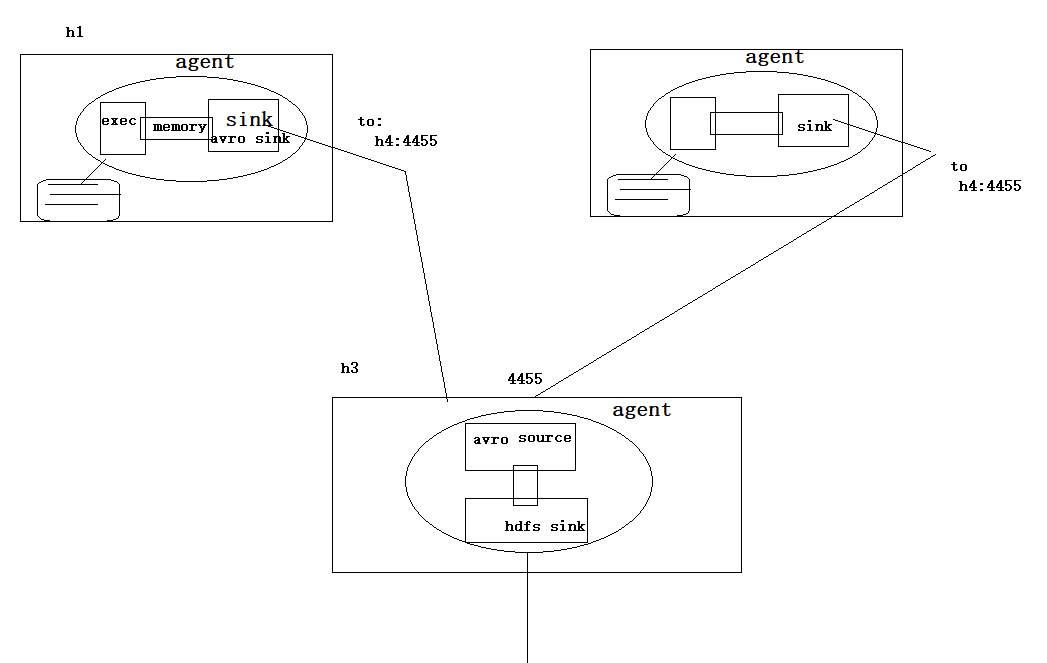 h1
agent
exec
memory
sink
avro sink
to:
h4:4455
agent
sink
to
h4:4455
h3
4455
agent
avro source
hdfs sink